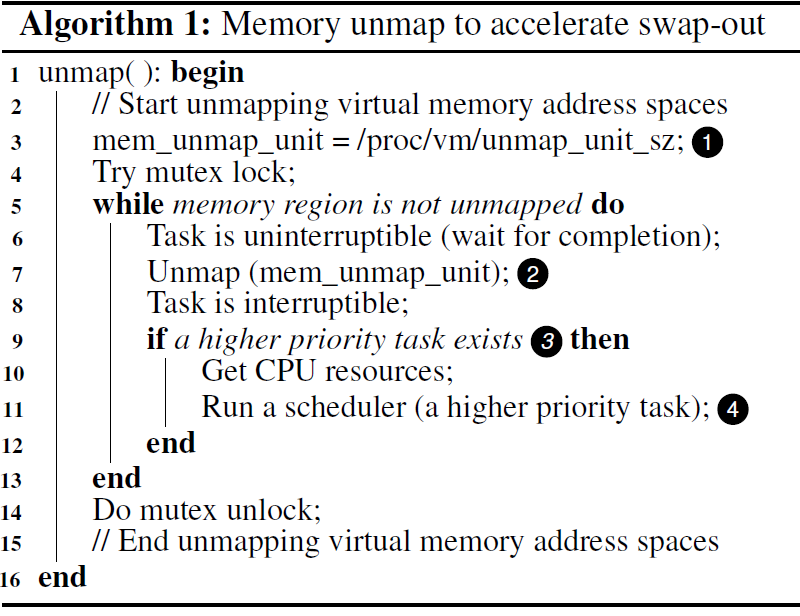 Algorithm 1: Memory unmap to accelerate swap-out
1 unmap( ): begin
2 // Start unmapping virtual memory address spaces
3 mem_unmap_unit = /proc/vm/unmap_unit_sz; 1
4 Try mutex lock;
5 while memory region is not unmapped do
6 Task is uninterruptible (wait for completion);
7 Unmap (mem_unmap_unit); 2
8 Task is interruptible;
9 if a higher priority task exists 3 then
10 Get CPU resources;
11 Run a scheduler (a higher priority task); 4
12 end
13 end
14 Do mutex unlock;
15 // End unmapping virtual memory address spaces
16 end